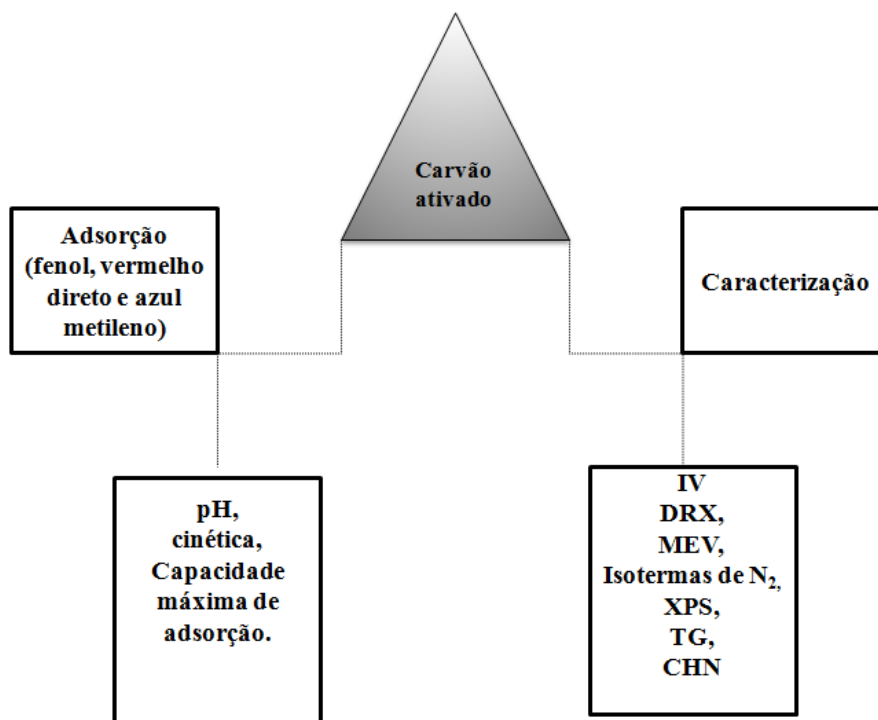 Carvão
ativado
Adsorção
(fenol, vermelho
direto e azul
metileno)
Caracterização
pH,
cinética,
Capacidade
máxima de
adsorção.
IV
DRX,
MEV,
Isotermas de N₂,
XPS,
TG,
CHN